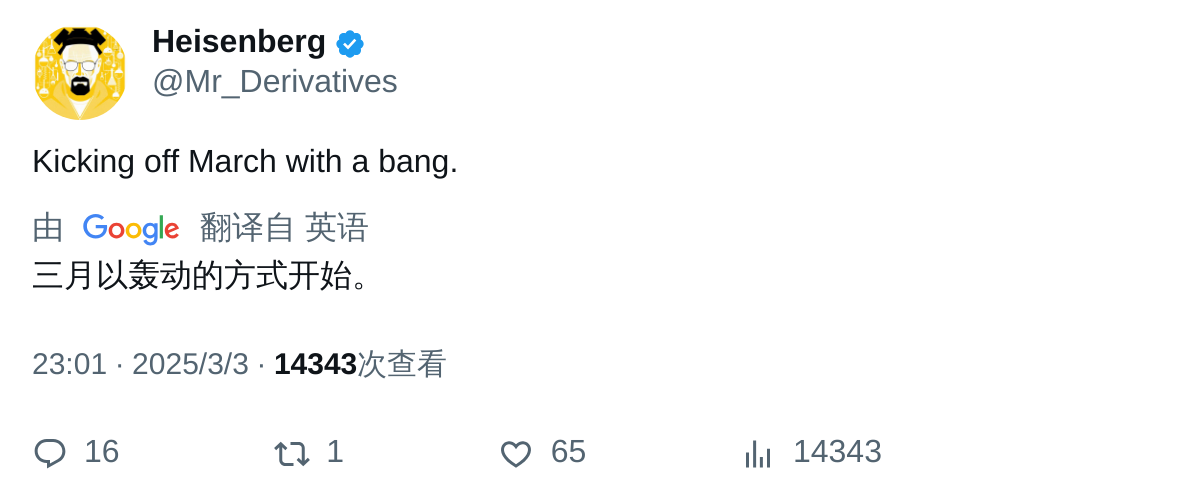 Heisenberg
@Mr_Derivatives
Kicking off March with a bang.
由 Google 翻译自 英语
三月以轰动的方式开始。
23:01 · 2025/3/3 · 14343次查看
16 1 65 14343